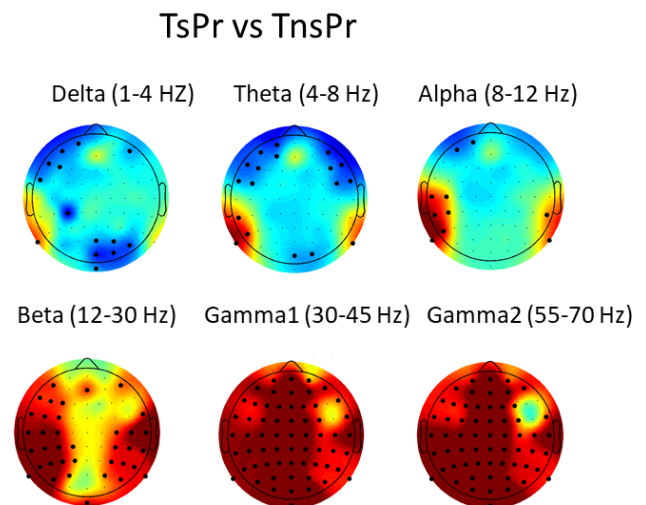 TsPr vs TnsPr
Delta (1-4 HZ) Theta (4-8 Hz) Alpha (8-12 Hz)
Beta (12-30 Hz) Gamma1 (30-45 Hz) Gamma2 (55-70 Hz)